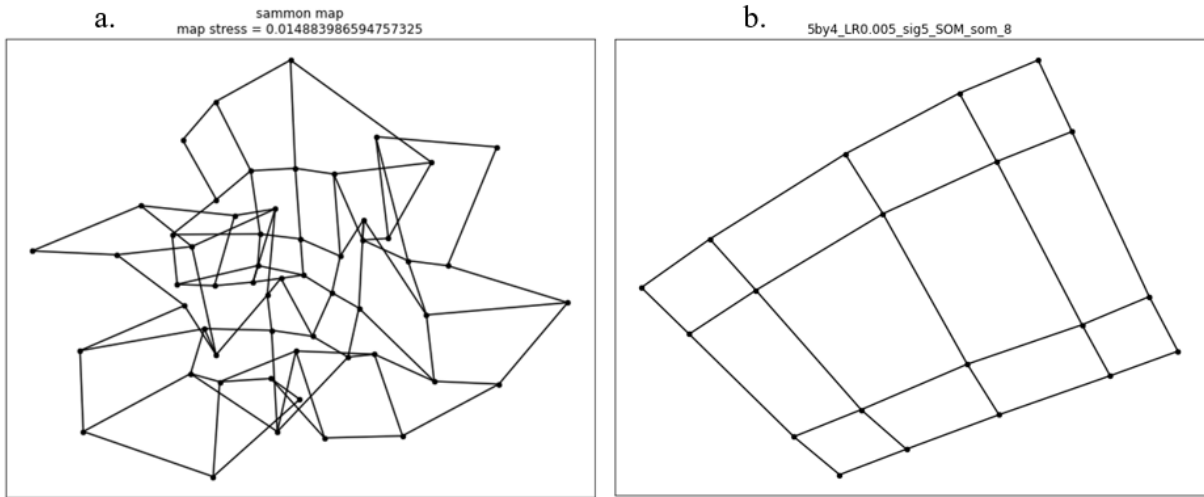 a.
sammon map
map stress = 0.014883986594757325
b.
5by4_LR0.005_sig5_SOM_som_8